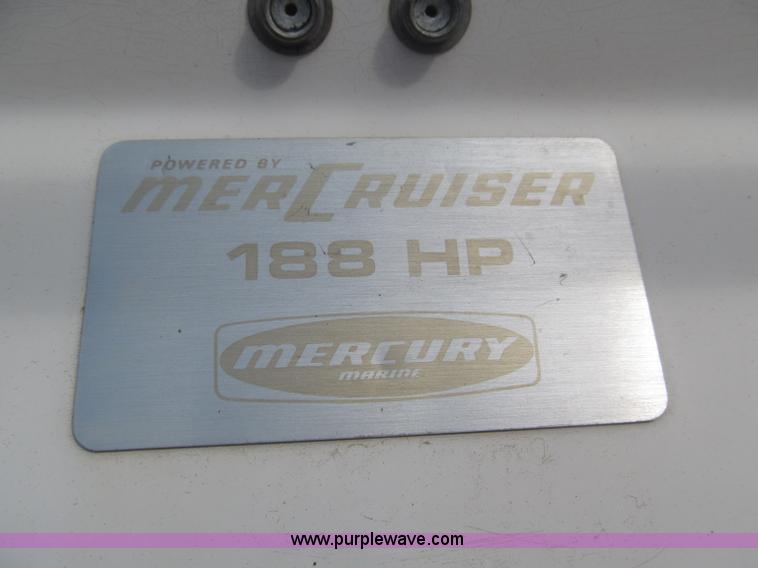 POWERED BY
MERCRUISER
188 HP
MERCURY
MARINE
www.purplewave.com